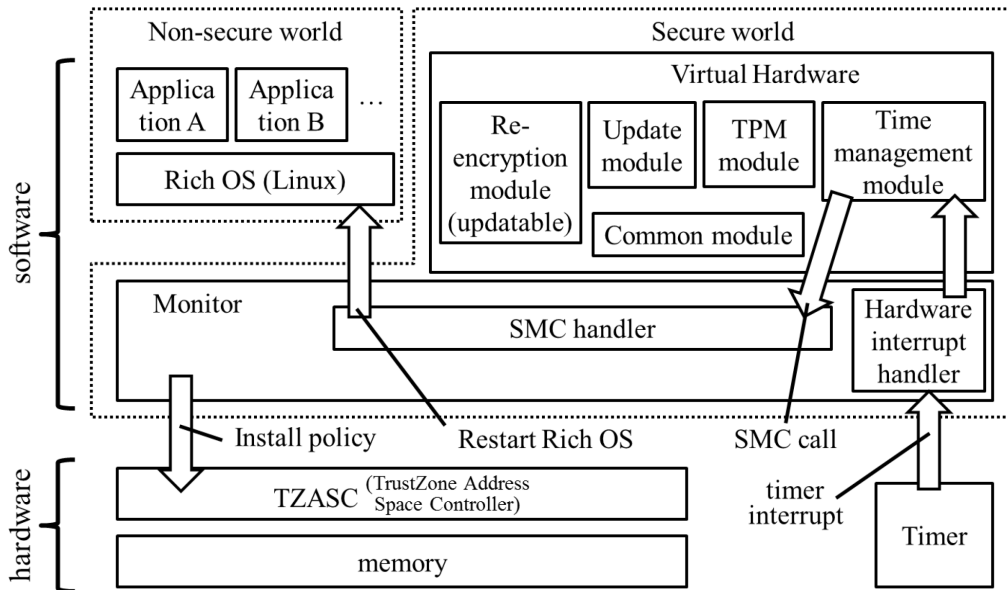 Non-secure world
Secure world
Virtual Hardware
Applica
tion A
Applica
tion B
...
Rich OS (Linux)
Re-
encryption
module
(updatable)
Update
module
TPM
module
Time
management
module
Common module
software
Monitor
SMC handler
Hardware
interrupt
handler
Install policy
Restart Rich OS
SMC call
timer
interrupt
hardware
TZASC (TrustZone Address
Space Controller)
memory
Timer